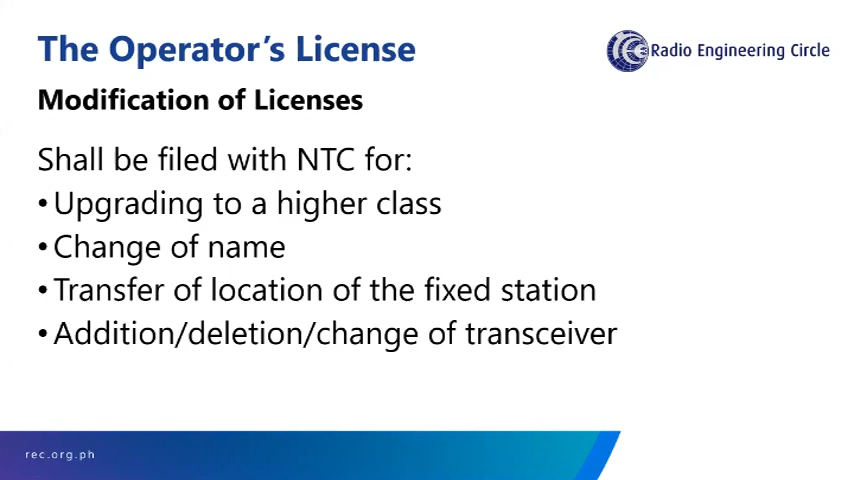 The Operator's License
Radio Engineering Circle
Modification of Licenses
Shall be filed with NTC for:
• Upgrading to a higher class
• Change of name
• Transfer of location of the fixed station
• Addition/deletion/change of transceiver
rec.org.ph